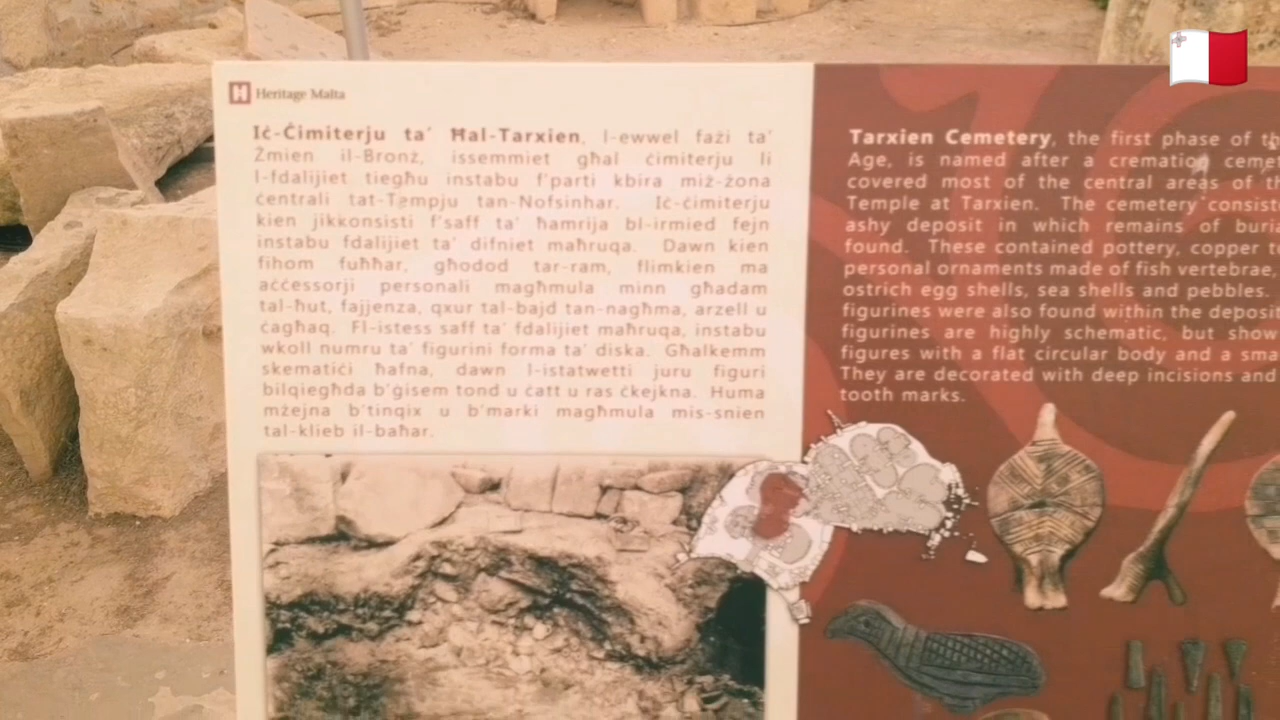 Heritage Malta
Iċ-Ċimiterju ta' Ħal-Tarxien, l-ewwel fażi ta'
Żmien il-Bronż, issemmiet għal ċimiterju li
l-fdalijiet tiegħu instabu f'parti kbira miż-żona
ċentrali tat-Tempju tan-Nofsinhar. Iċ-ċimiterju
kien jikkonsisti f'saff ta' ħamrija bl-irmied fejn
instabu fdalijiet ta' difniet maħruqa. Dawn kien
fihom fuħħar, għodod tar-ram, flimkien ma
aċċessorji personali magħmula minn għadam
tal-ħut, fajjenza, qxur tal-bajd tan-nagħma, arzell u
ċagħaq. Fl-istess saff ta' fdalijiet maħruqa, instabu
wkoll numru ta' figurini forma ta' diska. Għalkemm
skematiċi ħafna, dawn l-istatwetti juru figuri
bilqiegħda b'ġisem tond u ċatt u ras ċkejkna. Huma
mżejna b'tinqix u b'marki magħmula mis-snien
tal-klieb il-baħar.
Tarxien Cemetery, the first phase of
Age, is named after a cremation
covered most of the central areas of
Temple at Tarxien. The cemetery
ashy deposit in which remains of
found. These contained pottery, copper
personal ornaments made of fish vertebrae,
ostrich egg shells, sea shells and pebbles.
figurines were also found within the
figurines are highly schematic, but show
figures with a flat circular body and a
They are decorated with deep incisions and
tooth marks.